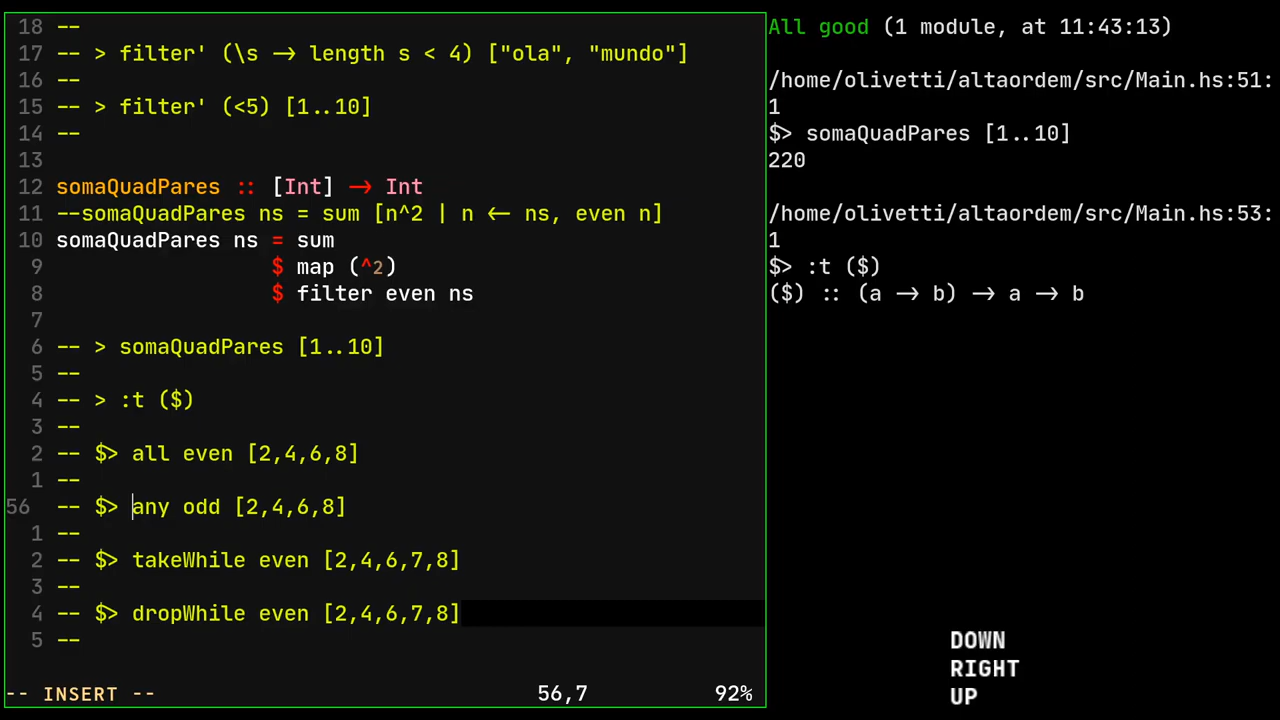 18 --
17 -- > filter' (\s -> length s < 4) ["ola", "mundo"]
16 --
15 -- > filter' (<5) [1..10]
14 --
13
12 somaQuadPares :: [Int] -> Int
11 --somaQuadPares ns = sum [n^2 | n <- ns, even n]
10 somaQuadPares ns = sum
9 $ map (^2)
8 $ filter even ns
7
6 -- > somaQuadPares [1..10]
5 --
4 -- > :t ($)
3 --
2 -- $> all even [2,4,6,8]
1 --
56 -- $> any odd [2,4,6,8]
1 --
2 -- $> takeWhile even [2,4,6,7,8]
3 --
4 -- $> dropWhile even [2,4,6,7,8]
5 --
-- INSERT -- 56,7 92%
All good (1 module, at 11:43:13)
/home/olivetti/altaordem/src/Main.hs:51:
1
$> somaQuadPares [1..10]
220
/home/olivetti/altaordem/src/Main.hs:53:
1
$> :t ($)
($) :: (a -> b) -> a -> b
DOWN
RIGHT
UP